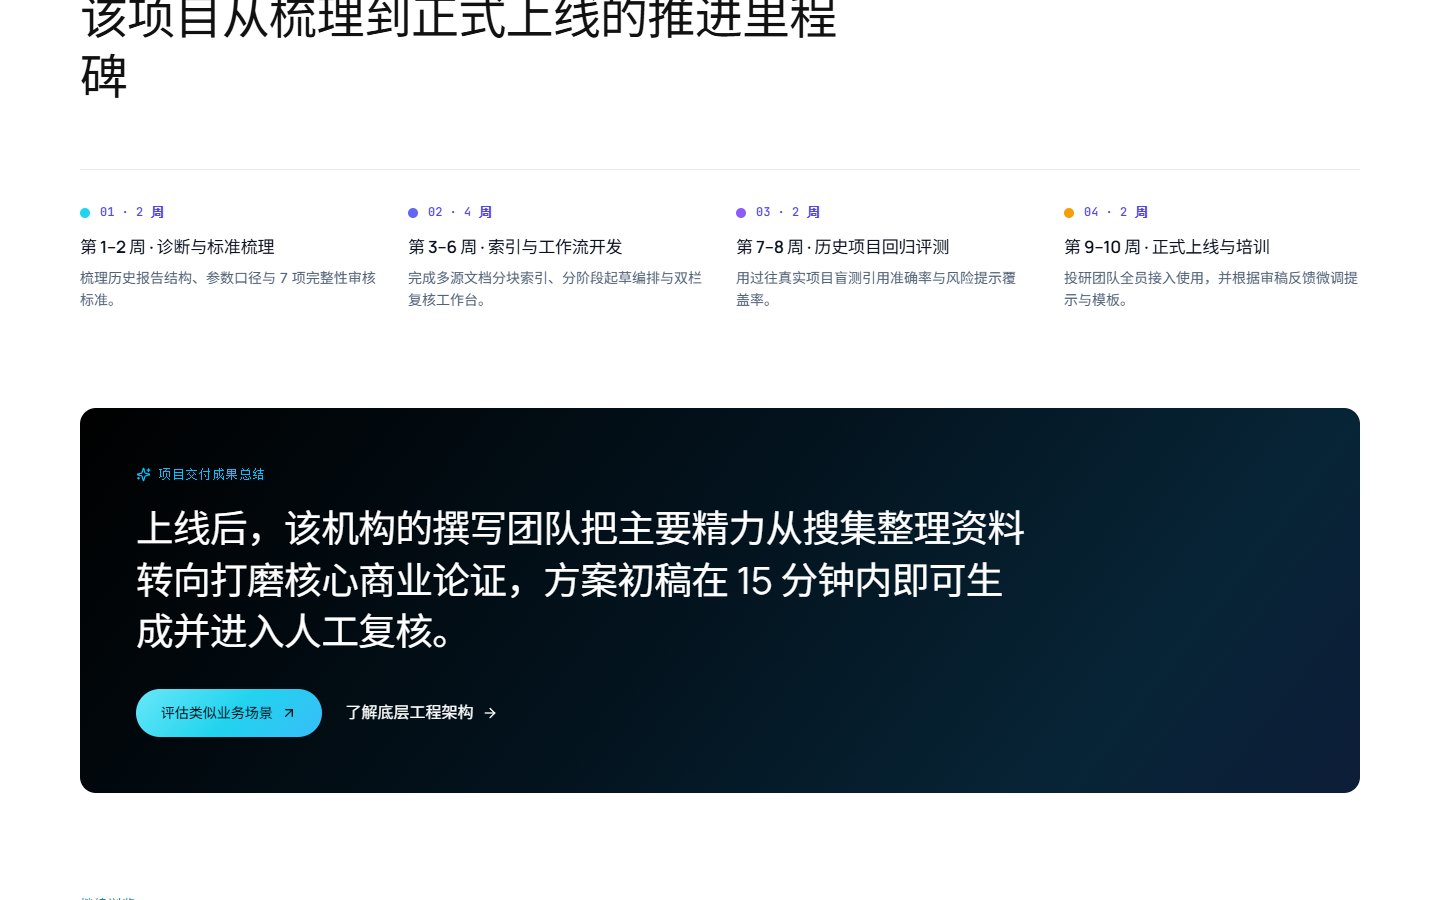 该项目从梳理到正式上线的推进里程
碑
01 · 2 周
第 1–2 周 · 诊断与标准梳理
梳理历史报告结构、参数口径与 7 项完整性审核
标准。
02 · 4 周
第 3–6 周 · 索引与工作流开发
完成多源文档分块索引、分阶段起草编排与双栏
复核工作台。
03 · 2 周
第 7–8 周 · 历史项目回归评测
用过往真实项目盲测引用准确率与风险提示覆
盖率。
04 · 2 周
第 9–10 周 · 正式上线与培训
投研团队全员接入使用，并根据审稿反馈微调提
示与模板。
项目交付成果总结
上线后，该机构的撰写团队把主要精力从搜集整理资料
转向打磨核心商业论证，方案初稿在 15 分钟内即可生
成并进入人工复核。
评估类似业务场景
了解底层工程架构